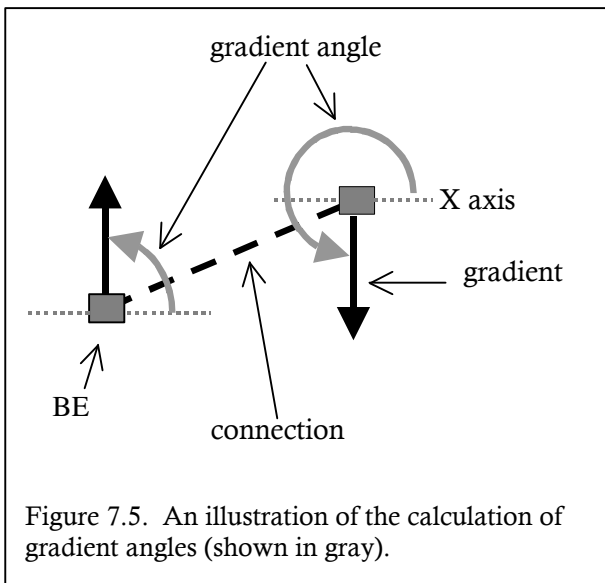 gradient angle
X axis
gradient
BE
connection
Figure 7.5. An illustration of the calculation of
gradient angles (shown in gray).